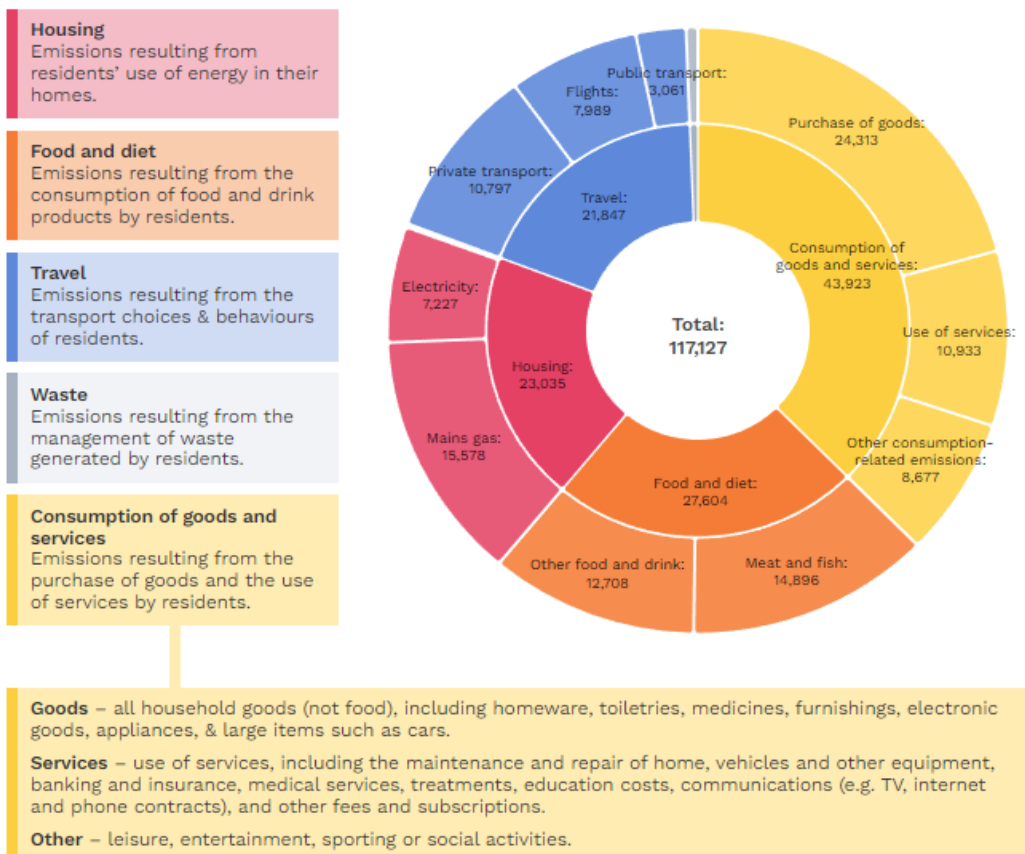 Housing
Emissions resulting from
residents’ use of energy in their
homes.
Food and diet
Emissions resulting from the
consumption of food and drink
products by residents.
Travel
Emissions resulting from the
transport choices & behaviours
of residents.
Waste
Emissions resulting from the
management of waste
generated by residents.
Consumption of goods and
services
Emissions resulting from the
purchase of goods and the use
of services by residents.
Public transport:
3,061
Flights:
7,989
Purchase of goods:
24,313
Private transport:
10,797
Travel:
21,847
Consumption of
goods and services:
43,923
Electricity:
7,227
Total:
117,127
Use of services:
10,933
Housing:
23,035
Mains gas:
15,578
Other consumption-
related emissions:
8,677
Food and diet:
27,604
Other food and drink:
12,708
Meat and fish:
14,896
Goods – all household goods (not food), including homeware, toiletries, medicines, furnishings, electronic
goods, appliances, & large items such as cars.
Services – use of services, including the maintenance and repair of home, vehicles and other equipment,
banking and insurance, medical services, treatments, education costs, communications (e.g. TV, internet
and phone contracts), and other fees and subscriptions.
Other – leisure, entertainment, sporting or social activities.